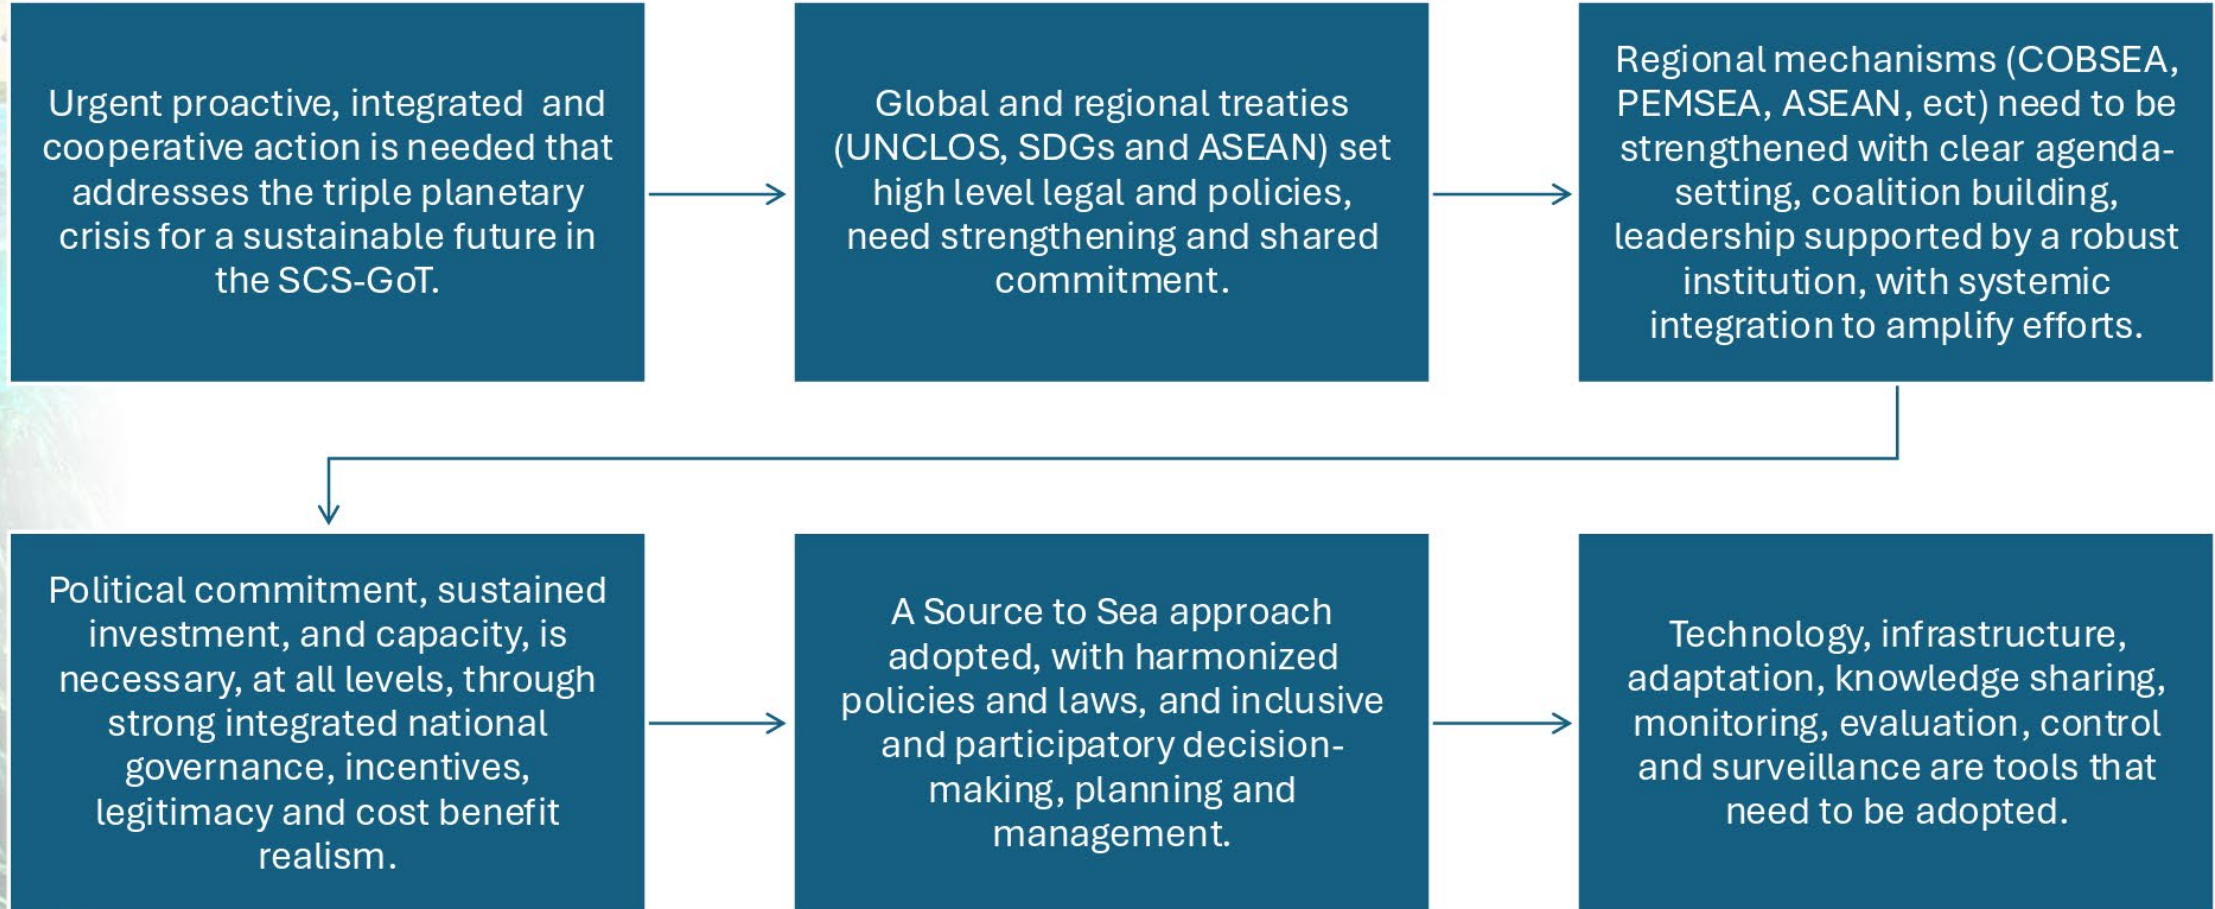 Urgent proactive, integrated and
cooperative action is needed that
addresses the triple planetary
crisis for a sustainable future in
the SCS-GoT.
Global and regional treaties
(UNCLOS, SDGs and ASEAN) set
high level legal and policies,
need strengthening and shared
commitment.
Regional mechanisms (COBSEA,
PEMSEA, ASEAN, ect) need to be
strengthened with clear agenda-
setting, coalition building,
leadership supported by a robust
institution, with systemic
integration to amplify efforts.
Political commitment, sustained
investment, and capacity, is
necessary, at all levels, through
strong integrated national
governance, incentives,
legitimacy and cost benefit
realism.
A Source to Sea approach
adopted, with harmonized
policies and laws, and inclusive
and participatory decision-
making, planning and
management.
Technology, infrastructure,
adaptation, knowledge sharing,
monitoring, evaluation, control
and surveillance are tools that
need to be adopted.